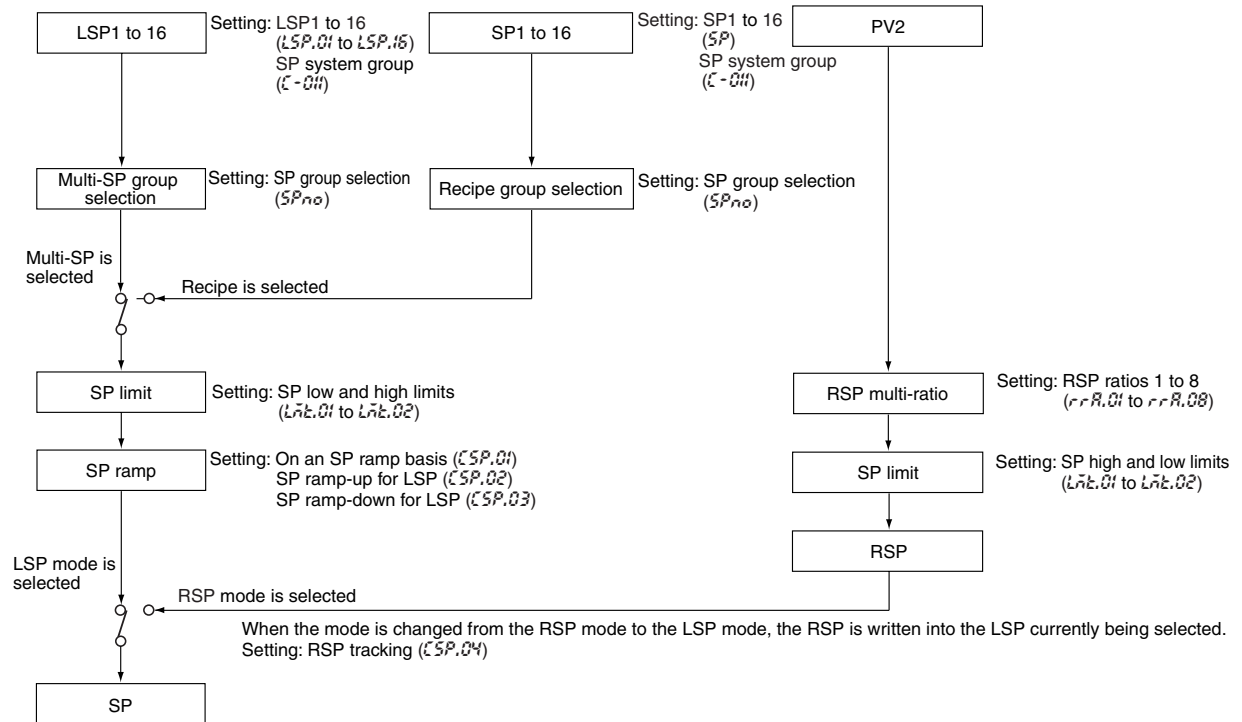 LSP1 to 16
Setting: LSP1 to 16
(LSP.01 to LSP.16)
SP system group
(C-011)
SP1 to 16
Setting: SP1 to 16
(SP)
SP system group
(C-011)
PV2
Multi-SP group
selection
Setting: SP group selection
(SPno)
Recipe group selection
Setting: SP group selection
(SPno)
Multi-SP is
selected
Recipe is selected
SP limit
Setting: SP low and high limits
(Lmt.01 to Lmt.02)
RSP multi-ratio
Setting: RSP ratios 1 to 8
(rrA.01 to rrA.08)
SP ramp
Setting: On an SP ramp basis (CSP.01)
SP ramp-up for LSP (CSP.02)
SP ramp-down for LSP (CSP.03)
SP limit
Setting: SP high and low limits
(Lmt.01 to Lmt.02)
RSP
LSP mode is
selected
RSP mode is selected
When the mode is changed from the RSP mode to the LSP mode, the RSP is written into the LSP currently being selected.
Setting: RSP tracking (CSP.04)
SP